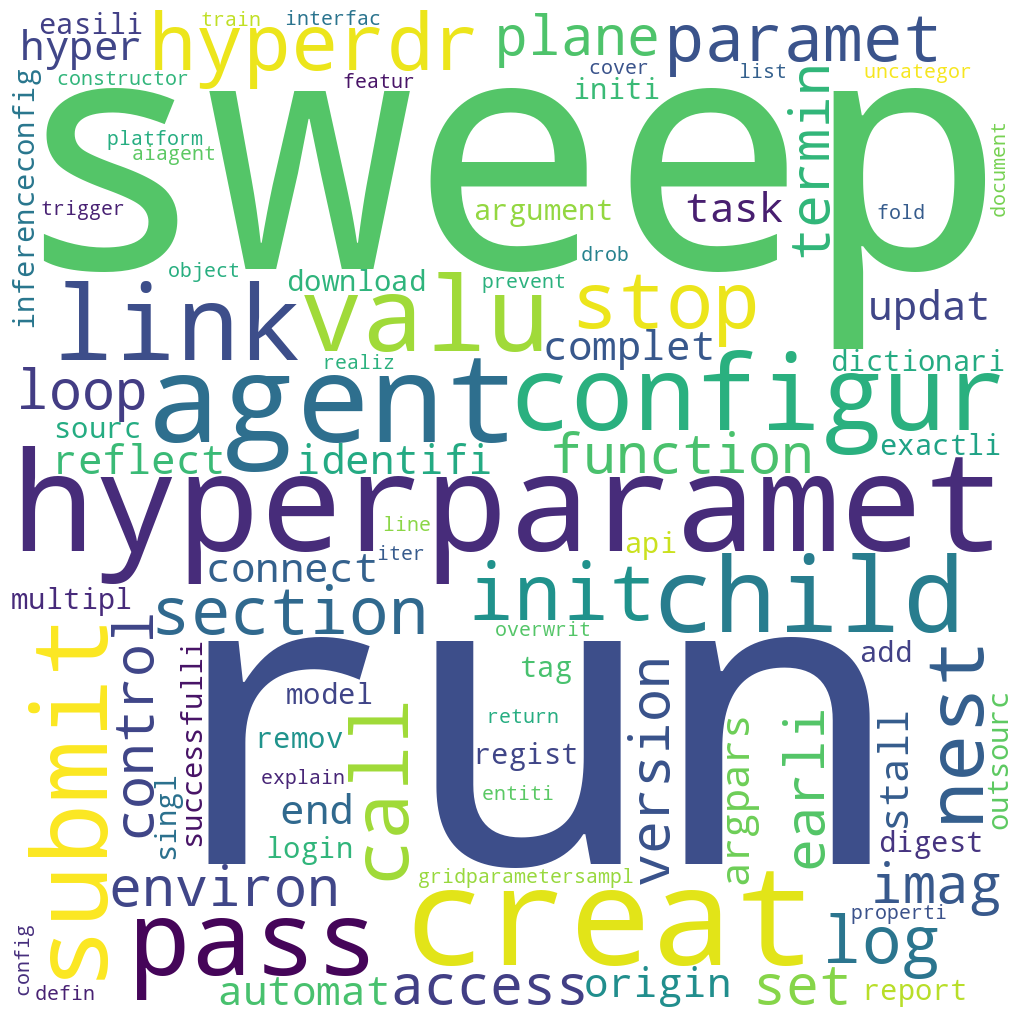 easili
train
interfac
hyper
hyperdr
plane
paramet
constructor
featur
cover
list
uncategor
initi
sweep
inferenceconfig
platform
aiagent
termin
document
trigger
argument
task
fold
object
download
drob
prevent
link
valu
stop
updat
complet
realiz
dictionari
loop
agent
configur
sourc
reflect
identifi
function
exactli
hyperparamet
line
iter
api
connect
init
child
multipl
section
submit
control
successfulli
run
overwrit
tag
add
nest
model
call
return
version
argpars
earli
stall
outsourc
remov
regist
explain
singl
end
entiti
login
digest
environ
gridparametersampl
imag
pass
creat
properti
log
config
defin
automat
access
origin
set
report